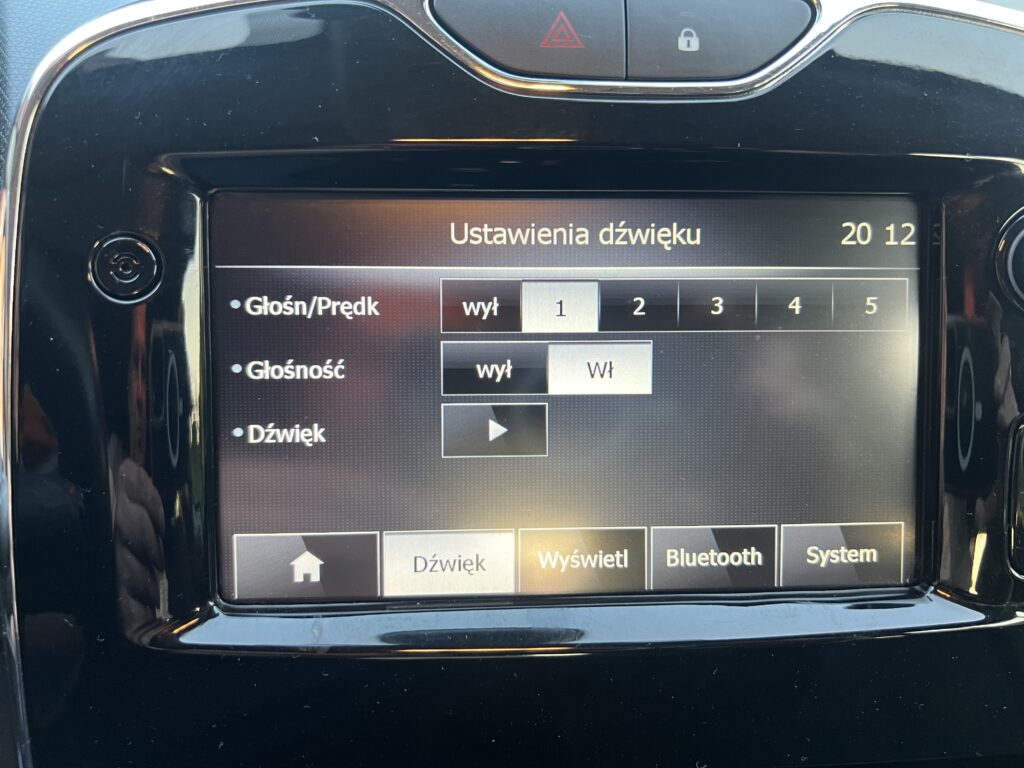 Ustawienia dźwięku 20 12
Głośn/Prędk wył 1 2 3 4 5
Głośność wył Wł
Dźwięk
Dźwięk Wyświetl Bluetooth System